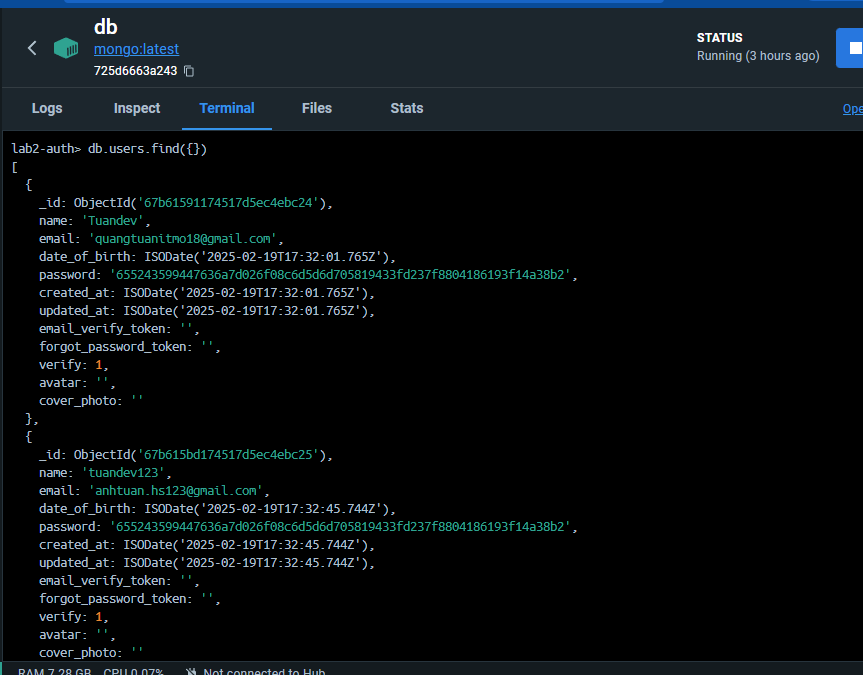 db
mongo:latest
725d6663a243
STATUS
Running (3 hours ago)
Logs Inspect Terminal Files Stats Ope
lab2-auth> db.users.find({})
[
  {
    _id: ObjectId('67b61591174517d5ec4ebc24'),
    name: 'Tuandev',
    email: 'quangtuanitmo18@gmail.com',
    date_of_birth: ISODate('2025-02-19T17:32:01.765Z'),
    password: '655243599447636a7d026f08c6d5d6d705819433fd237f8804186193f14a38b2',
    created_at: ISODate('2025-02-19T17:32:01.765Z'),
    updated_at: ISODate('2025-02-19T17:32:01.765Z'),
    email_verify_token: '',
    forgot_password_token: '',
    verify: 1,
    avatar: '',
    cover_photo: ''
  },
  {
    _id: ObjectId('67b615bd174517d5ec4ebc25'),
    name: 'tuandev123',
    email: 'anhtuan.hs123@gmail.com',
    date_of_birth: ISODate('2025-02-19T17:32:45.744Z'),
    password: '655243599447636a7d026f08c6d5d6d705819433fd237f8804186193f14a38b2',
    created_at: ISODate('2025-02-19T17:32:45.744Z'),
    updated_at: ISODate('2025-02-19T17:32:45.744Z'),
    email_verify_token: '',
    forgot_password_token: '',
    verify: 1,
    avatar: '',
    cover_photo: ''
RAM 7.28 GB CPU 0.07% Not connected to Hub